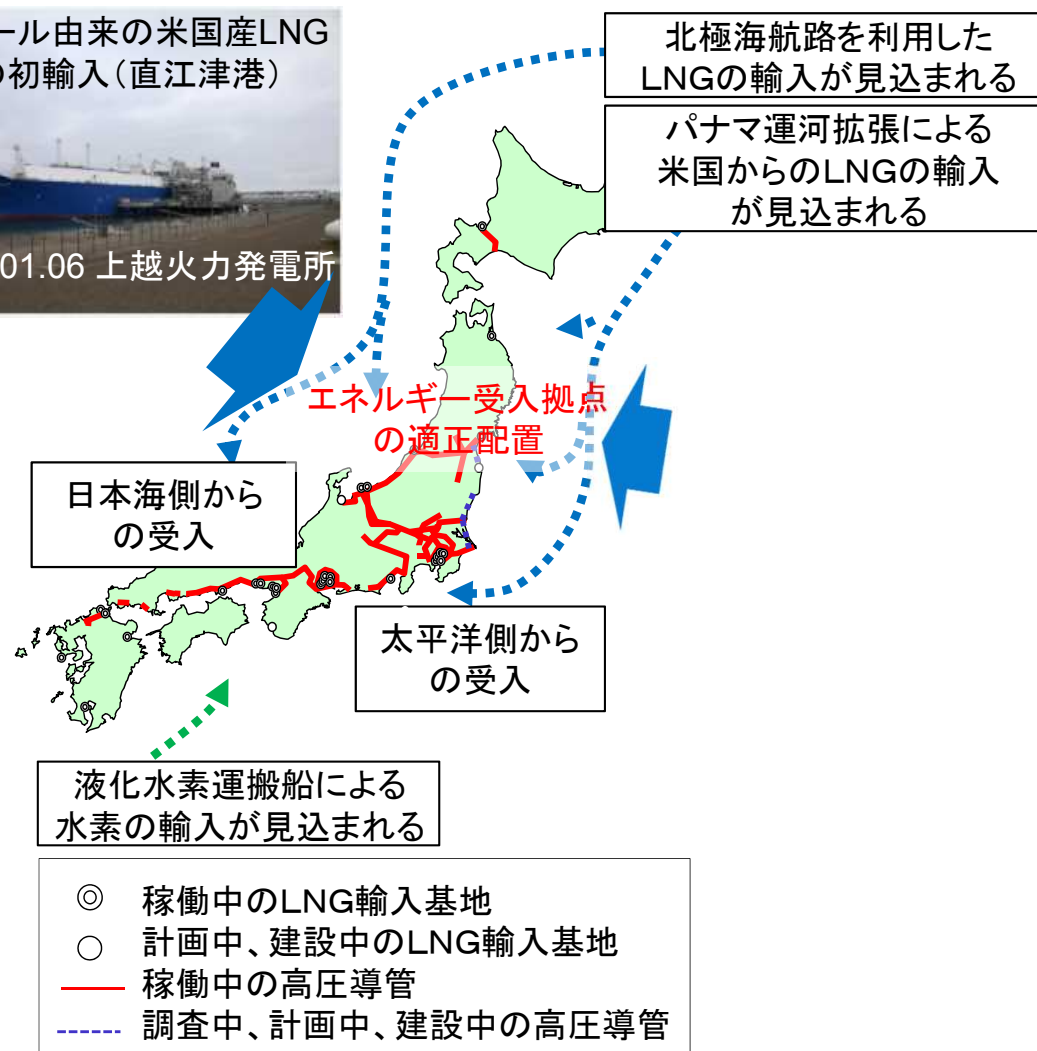 ール由来の米国産LNG
の初輸入(直江津港)
01.06 上越火力発電所
北極海航路を利用した
LNGの輸入が見込まれる
パナマ運河拡張による
米国からのLNGの輸入
が見込まれる
エネルギー受入拠点
の適正配置
日本海側から
の受入
太平洋側から
の受入
液化水素運搬船による
水素の輸入が見込まれる
◎ 稼働中のLNG輸入基地
○ 計画中、建設中のLNG輸入基地
稼働中の高圧導管
調査中、計画中、建設中の高圧導管